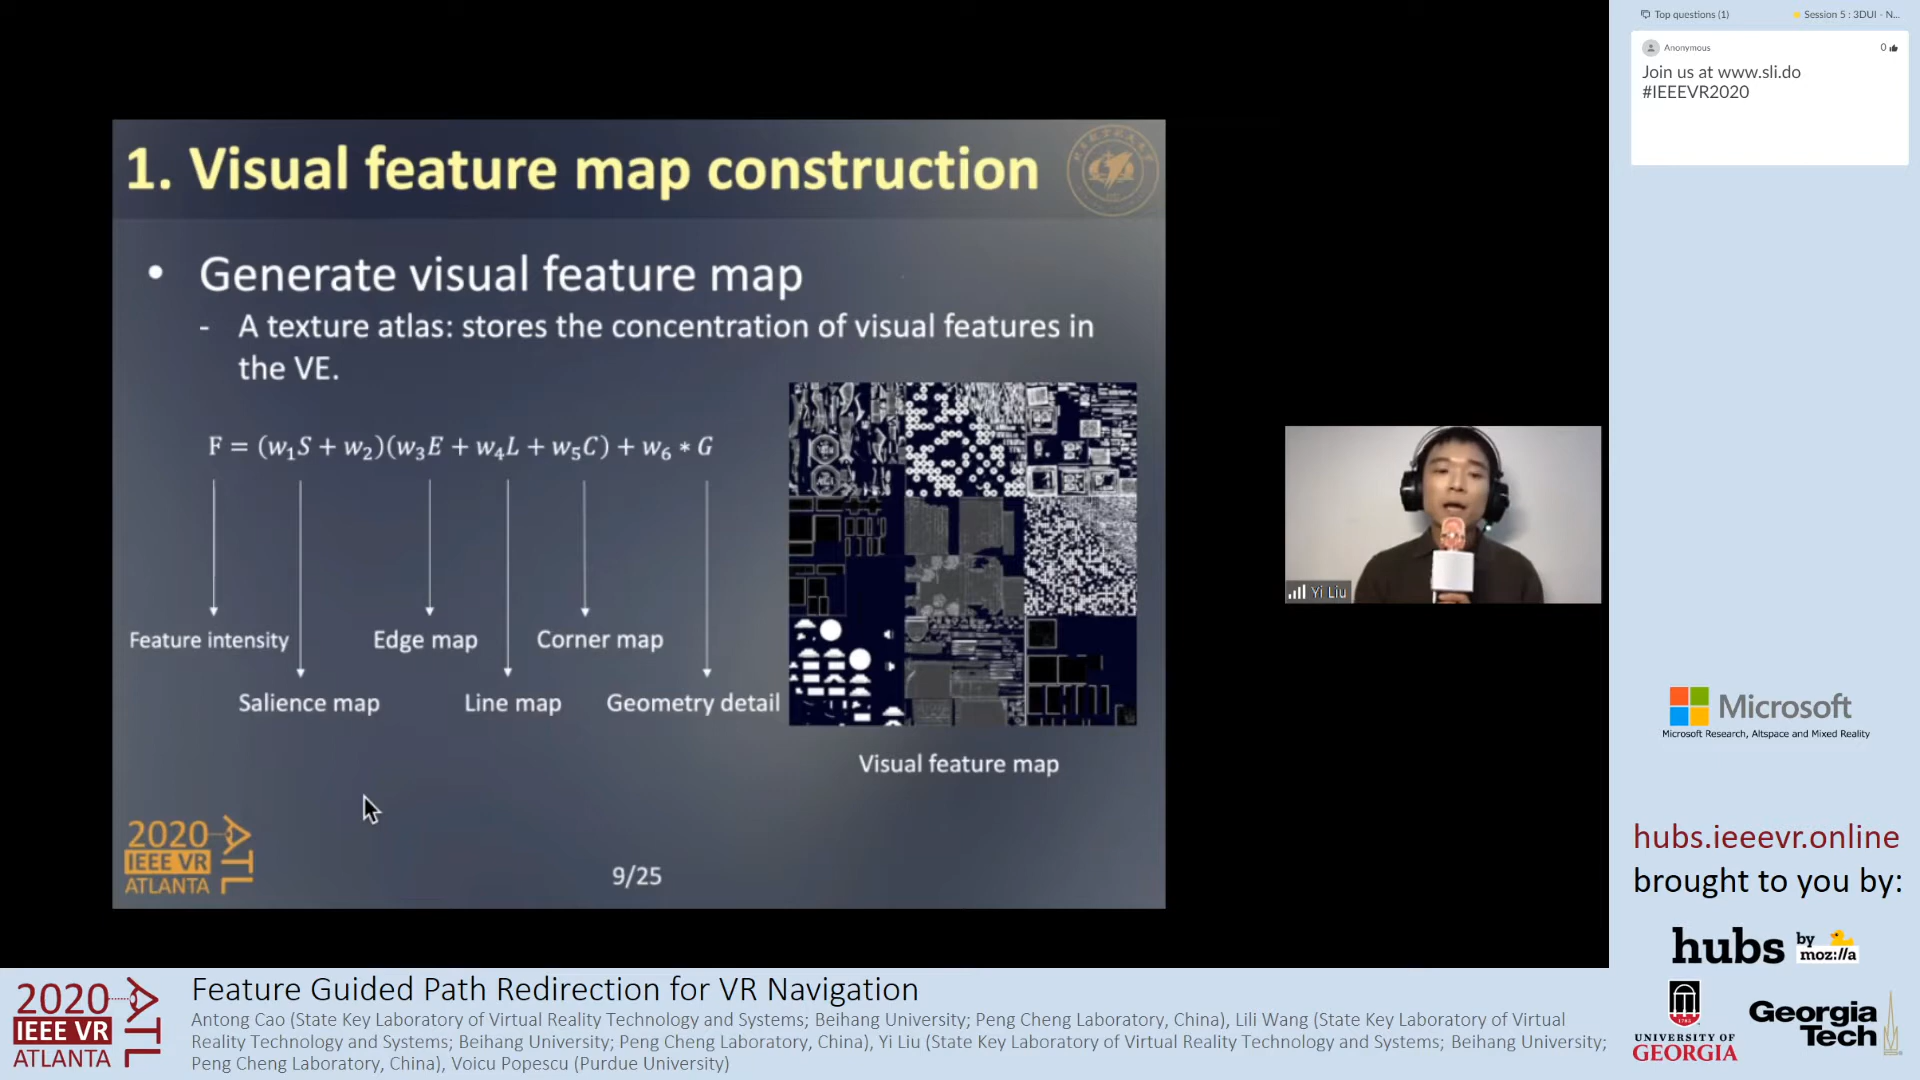 1. Visual feature map construction
• Generate visual feature map
- A texture atlas: stores the concentration of visual features in
the VE.
F = (w₁S + w₂)(w₃E + w₄L + w₅C) + w₆ * G
Feature intensity
Edge map
Corner map
Salience map
Line map
Geometry detail
Visual feature map
2020
IEEE VR
ATLANTA
ATL
9/25
Yi Liu
Top questions (1)
Session 5 : 3DUI - N...
Anonymous
0
Join us at www.sli.do
#IEEEVR2020
Microsoft
Microsoft Research, Altspace and Mixed Reality
hubs.ieeevr.online
brought to you by:
hubs by moz://a
UNIVERSITY OF
GEORGIA
1785
Georgia
Tech
2020
IEEE VR
ATLANTA
ATL
Feature Guided Path Redirection for VR Navigation
Antong Cao (State Key Laboratory of Virtual Reality Technology and Systems; Beihang University; Peng Cheng Laboratory, China), Lili Wang (State Key Laboratory of Virtual
Reality Technology and Systems; Beihang University; Peng Cheng Laboratory, China), Yi Liu (State Key Laboratory of Virtual Reality Technology and Systems; Beihang University;
Peng Cheng Laboratory, China), Voicu Popescu (Purdue University)